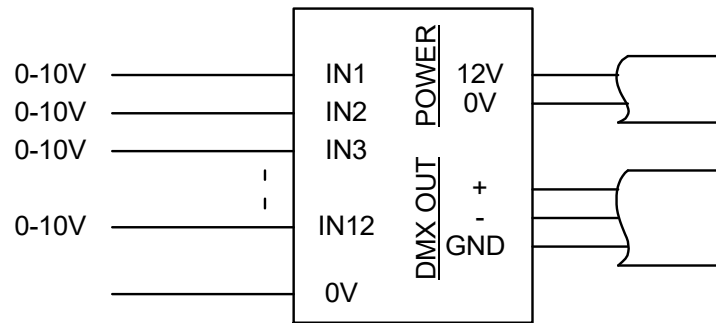 0-10V IN1
0-10V IN2
0-10V IN3
0-10V IN12
0V
POWER
12V
0V
DMX OUT
+
-
GND